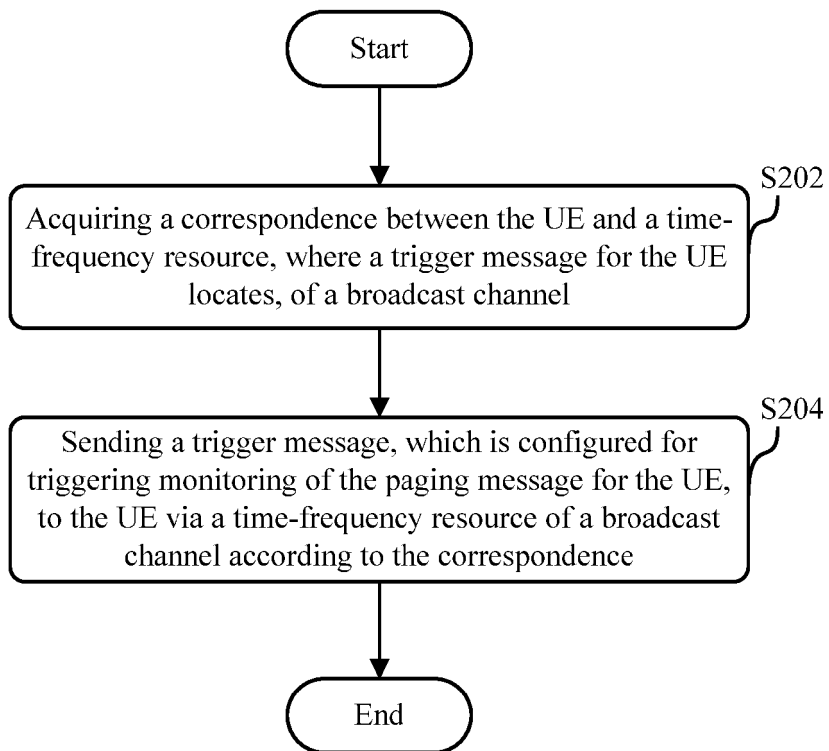 Start
S202
Acquiring a correspondence between the UE and a time-
frequency resource, where a trigger message for the UE
locates, of a broadcast channel
S204
Sending a trigger message, which is configured for
triggering monitoring of the paging message for the UE,
to the UE via a time-frequency resource of a broadcast
channel according to the correspondence
End